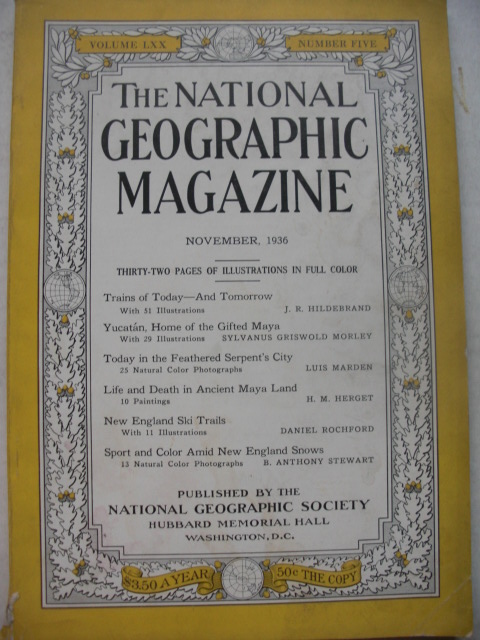 VOLUME LXX NUMBER FIVE
THE NATIONAL
GEOGRAPHIC
MAGAZINE
NOVEMBER, 1936
THIRTY-TWO PAGES OF ILLUSTRATIONS IN FULL COLOR
Trains of Today—And Tomorrow
With 51 Illustrations J. R. HILDEBRAND
Yucatán, Home of the Gifted Maya
With 29 Illustrations SYLVANUS GRISWOLD MORLEY
Today in the Feathered Serpent's City
25 Natural Color Photographs LUIS MARDEN
Life and Death in Ancient Maya Land
10 Paintings H. M. HERGET
New England Ski Trails
With 11 Illustrations DANIEL ROCHFORD
Sport and Color Amid New England Snows
13 Natural Color Photographs B. ANTHONY STEWART
PUBLISHED BY THE
NATIONAL GEOGRAPHIC SOCIETY
HUBBARD MEMORIAL HALL
WASHINGTON, D.C.
$3.50 A YEAR 50c THE COPY